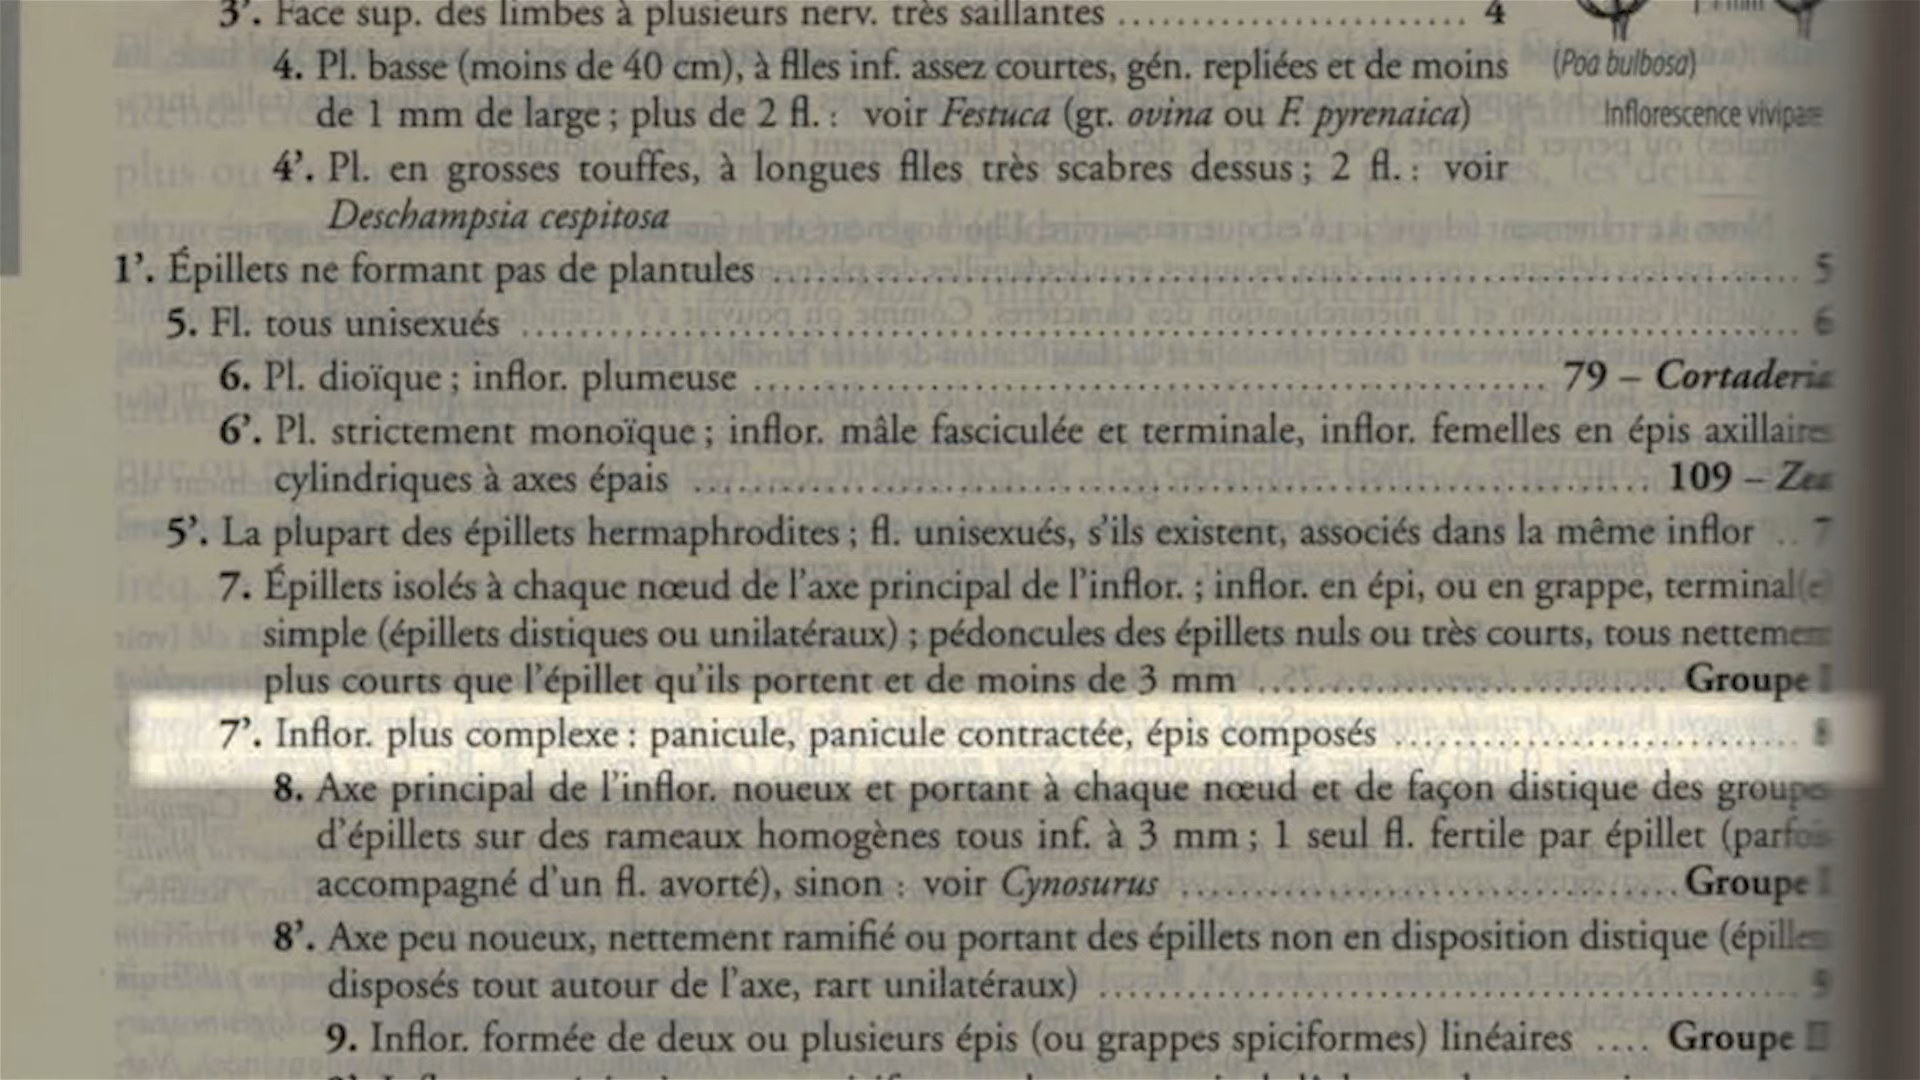 3’. Face sup. des limbes à plusieurs nerv. très saillantes ........................ 4
4. Pl. basse (moins de 40 cm), à flles inf. assez courtes, gén. repliées et de moins
(Poa bulbosa)
de 1 mm de large ; plus de 2 fl. : voir Festuca (gr. ovina ou F. pyrenaica)
Inflorescence vivipare
4’. Pl. en grosses touffes, à longues flles très scabres dessus ; 2 fl. : voir
Deschampsia cespitosa
1’. Épillets ne formant pas de plantules ........................ 5
5. Fl. tous unisexués ........................ 6
6. Pl. dioïque ; inflor. plumeuse ........................ 79 – Cortaderia
6’. Pl. strictement monoïque ; inflor. mâle fasciculée et terminale, inflor. femelles en épis axillaires
cylindriques à axes épais ........................ 109 – Zea
5’. La plupart des épillets hermaphrodites ; fl. unisexués, s’ils existent, associés dans la même inflor .. 7
7. Épillets isolés à chaque nœud de l’axe principal de l’inflor. ; inflor. en épi, ou en grappe, terminal(e)
simple (épillets distiques ou unilatéraux) ; pédoncules des épillets nuls ou très courts, tous nettement
plus courts que l’épillet qu’ils portent et de moins de 3 mm ........................ Groupe I
7’. Inflor. plus complexe : panicule, panicule contractée, épis composés ........................ 8
8. Axe principal de l’inflor. noueux et portant à chaque nœud et de façon distique des groupes
d’épillets sur des rameaux homogènes tous inf. à 3 mm ; 1 seul fl. fertile par épillet (parfois
accompagné d’un fl. avorté), sinon : voir Cynosurus ........................ Groupe
8’. Axe peu noueux, nettement ramifié ou portant des épillets non en disposition distique (épillets
disposés tout autour de l’axe, rart unilatéraux) ........................ 9
9. Inflor. formée de deux ou plusieurs épis (ou grappes spiciformes) linéaires .... Groupe